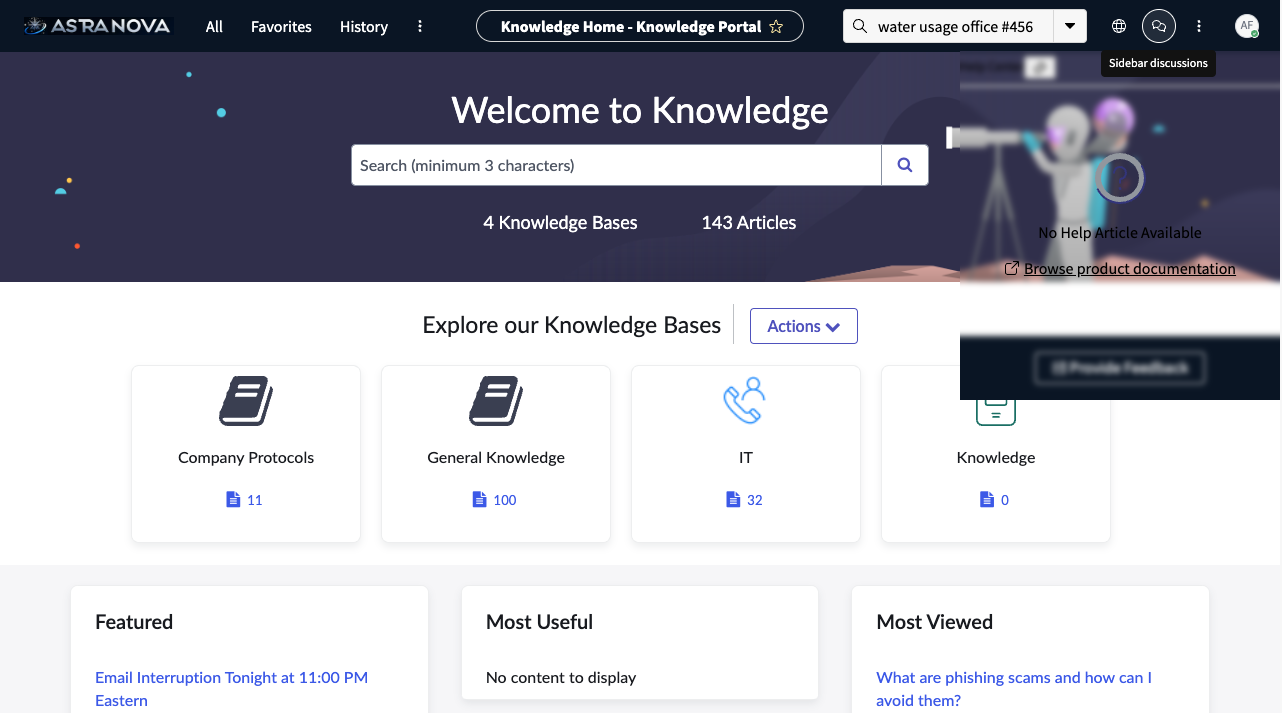 ASTRANOVA
All
Favorites
History
Knowledge Home - Knowledge Portal
water usage office #456
AF
Sidebar discussions
Welcome to Knowledge
Search (minimum 3 characters)
4 Knowledge Bases
143 Articles
No Help Article Available
Browse product documentation
Provide Feedback
Explore our Knowledge Bases
Actions
Company Protocols
11
General Knowledge
100
IT
32
Knowledge
0
Featured
Email Interruption Tonight at 11:00 PM
Eastern
Most Useful
No content to display
Most Viewed
What are phishing scams and how can I
avoid them?